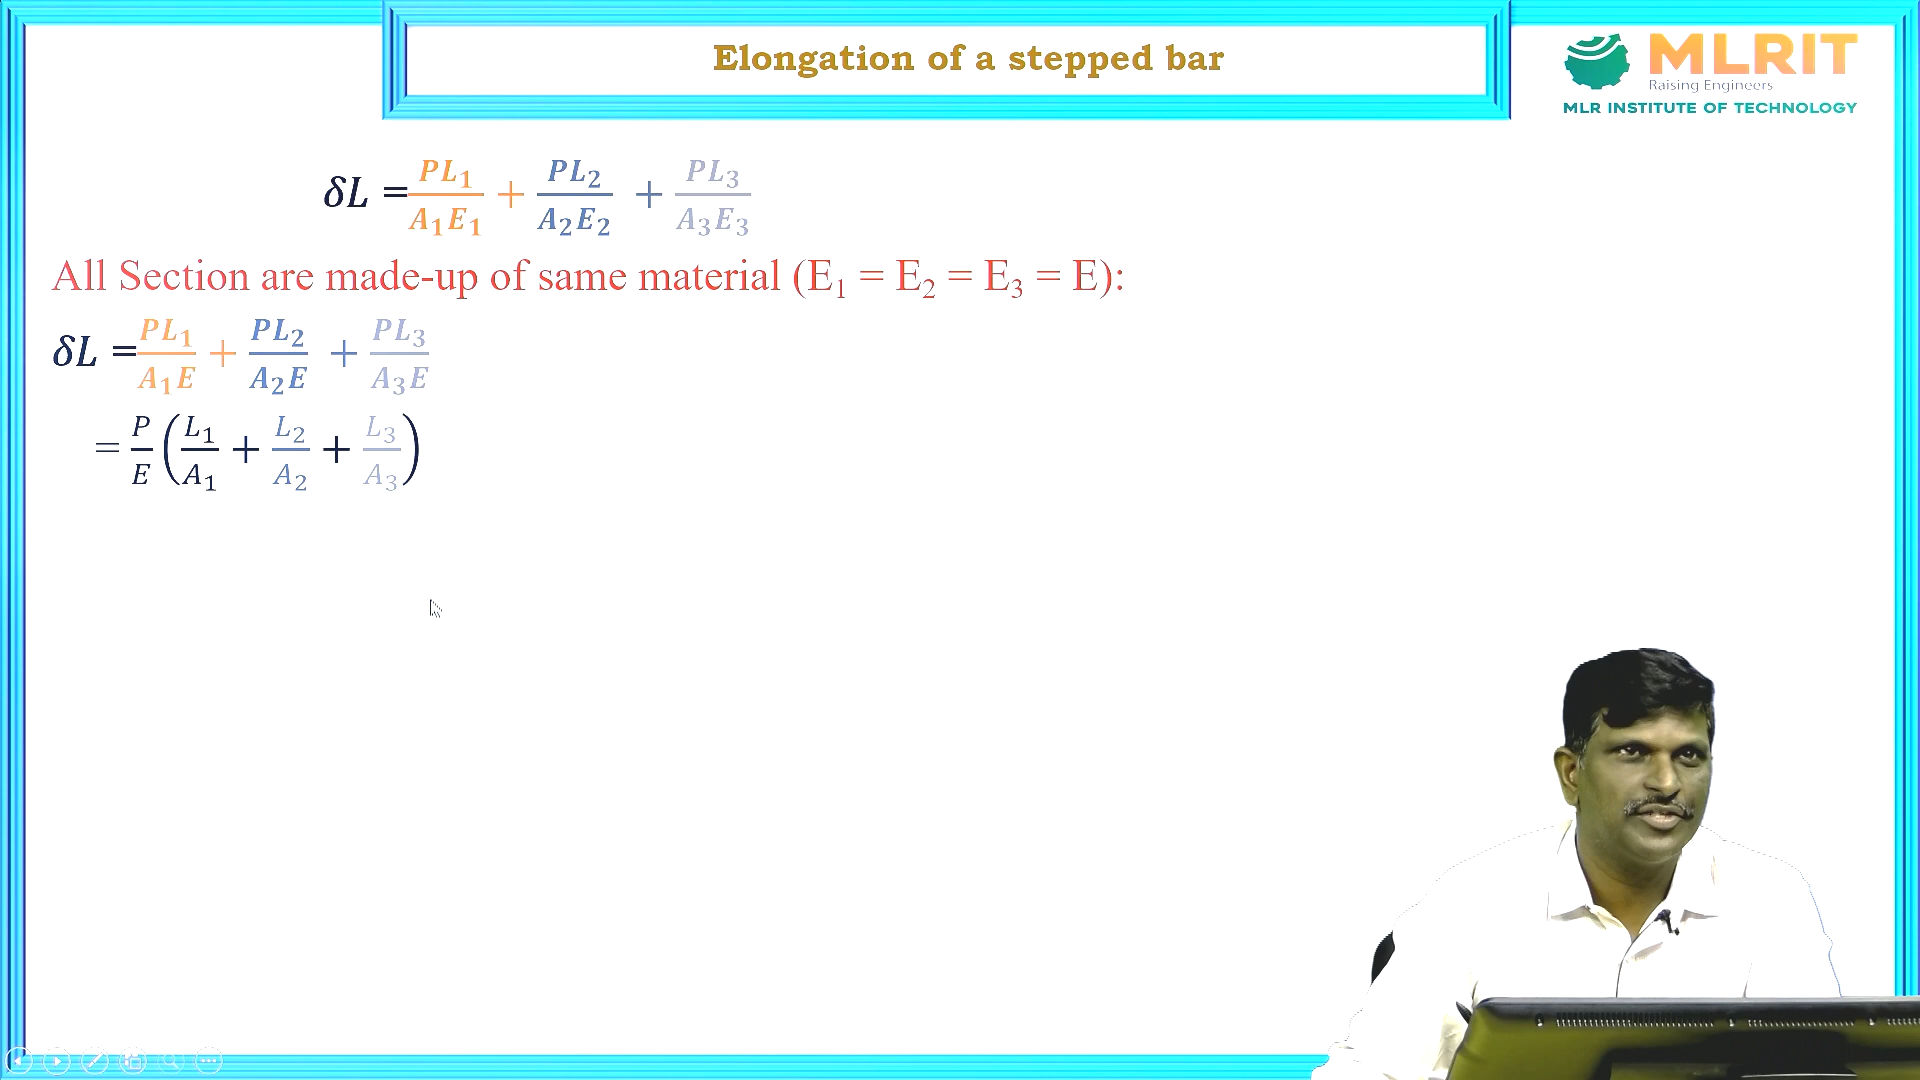 Elongation of a stepped bar
MLRIT
Raising Engineers
MLR INSTITUTE OF TECHNOLOGY
δL = PL₁/A₁E₁ + PL₂/A₂E₂ + PL₃/A₃E₃
All Section are made-up of same material (E₁ = E₂ = E₃ = E):
δL = PL₁/A₁E + PL₂/A₂E + PL₃/A₃E
= P/E (L₁/A₁ + L₂/A₂ + L₃/A₃)